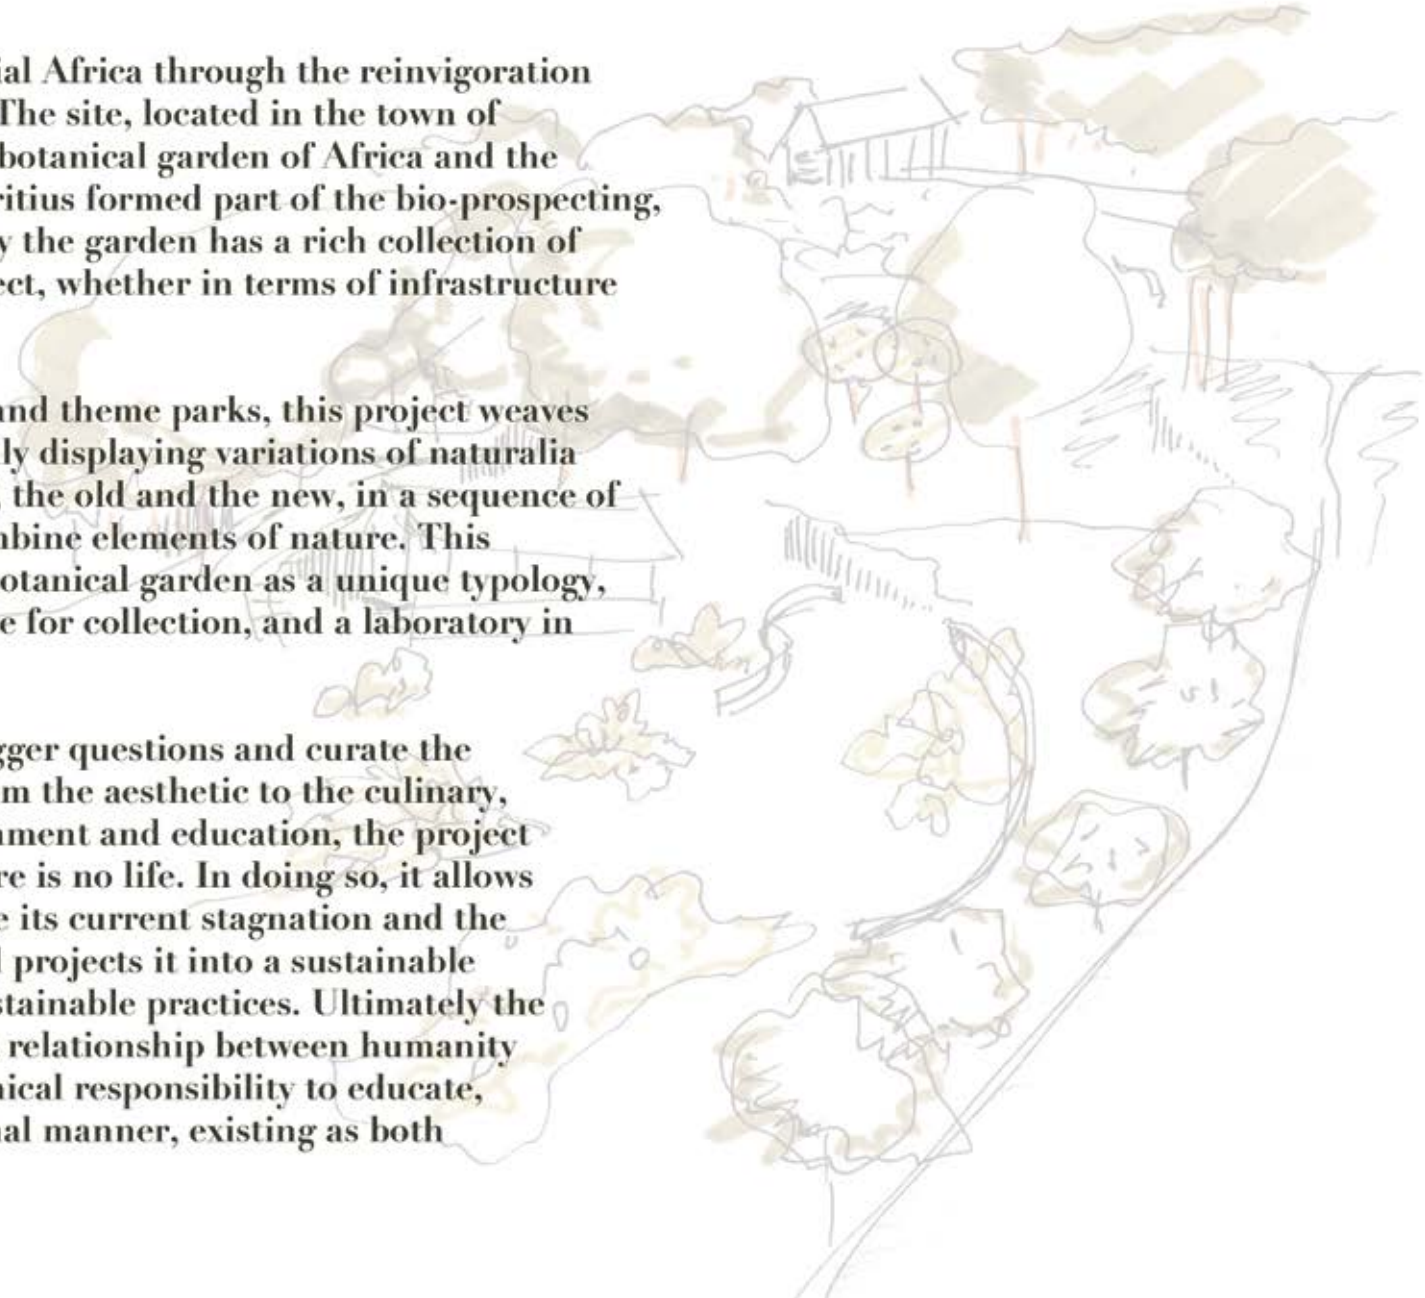 ial Africa through the reinvigoration
The site, located in the town of
botanical garden of Africa and the
ritius formed part of the bio-prospecting,
y the garden has a rich collection of
ect, whether in terms of infrastructure
and theme parks, this project weaves
ly displaying variations of naturalia
, the old and the new, in a sequence of
nbine elements of nature. This
otanical garden as a unique typology,
e for collection, and a laboratory in
gger questions and curate the
m the aesthetic to the culinary,
nment and education, the project
re is no life. In doing so, it allows
e its current stagnation and the
l projects it into a sustainable
stainable practices. Ultimately the
relationship between humanity
nical responsibility to educate,
nal manner, existing as both